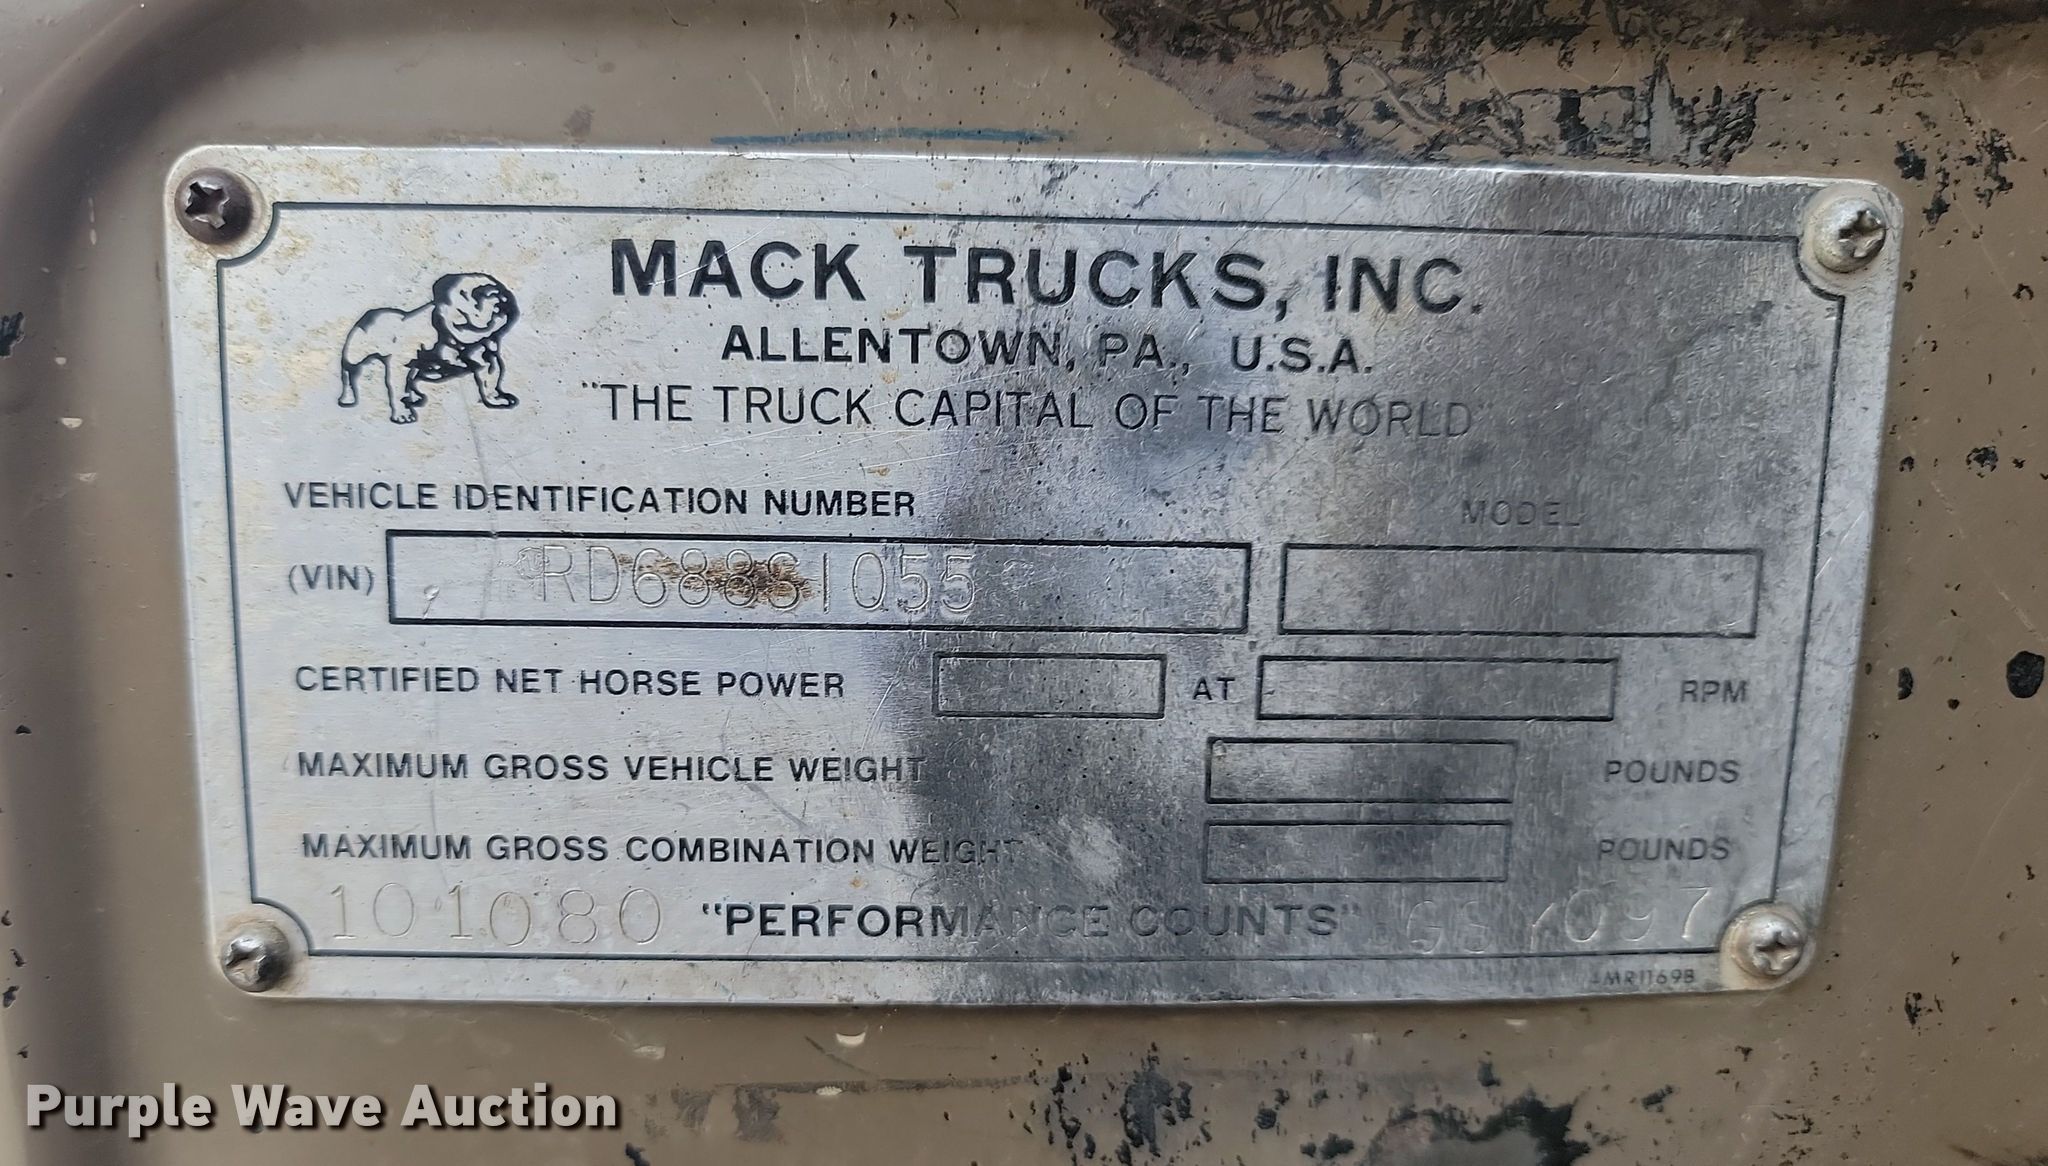 MACK TRUCKS, INC.
ALLENTOWN, PA., U.S.A.
"THE TRUCK CAPITAL OF THE WORLD"
VEHICLE IDENTIFICATION NUMBER
MODEL
(VIN)
CERTIFIED NET HORSE POWER AT RPM
MAXIMUM GROSS VEHICLE WEIGHT POUNDS
MAXIMUM GROSS COMBINATION WEIGHT POUNDS
101080 "PERFORMANCE COUNTS"
Purple Wave Auction